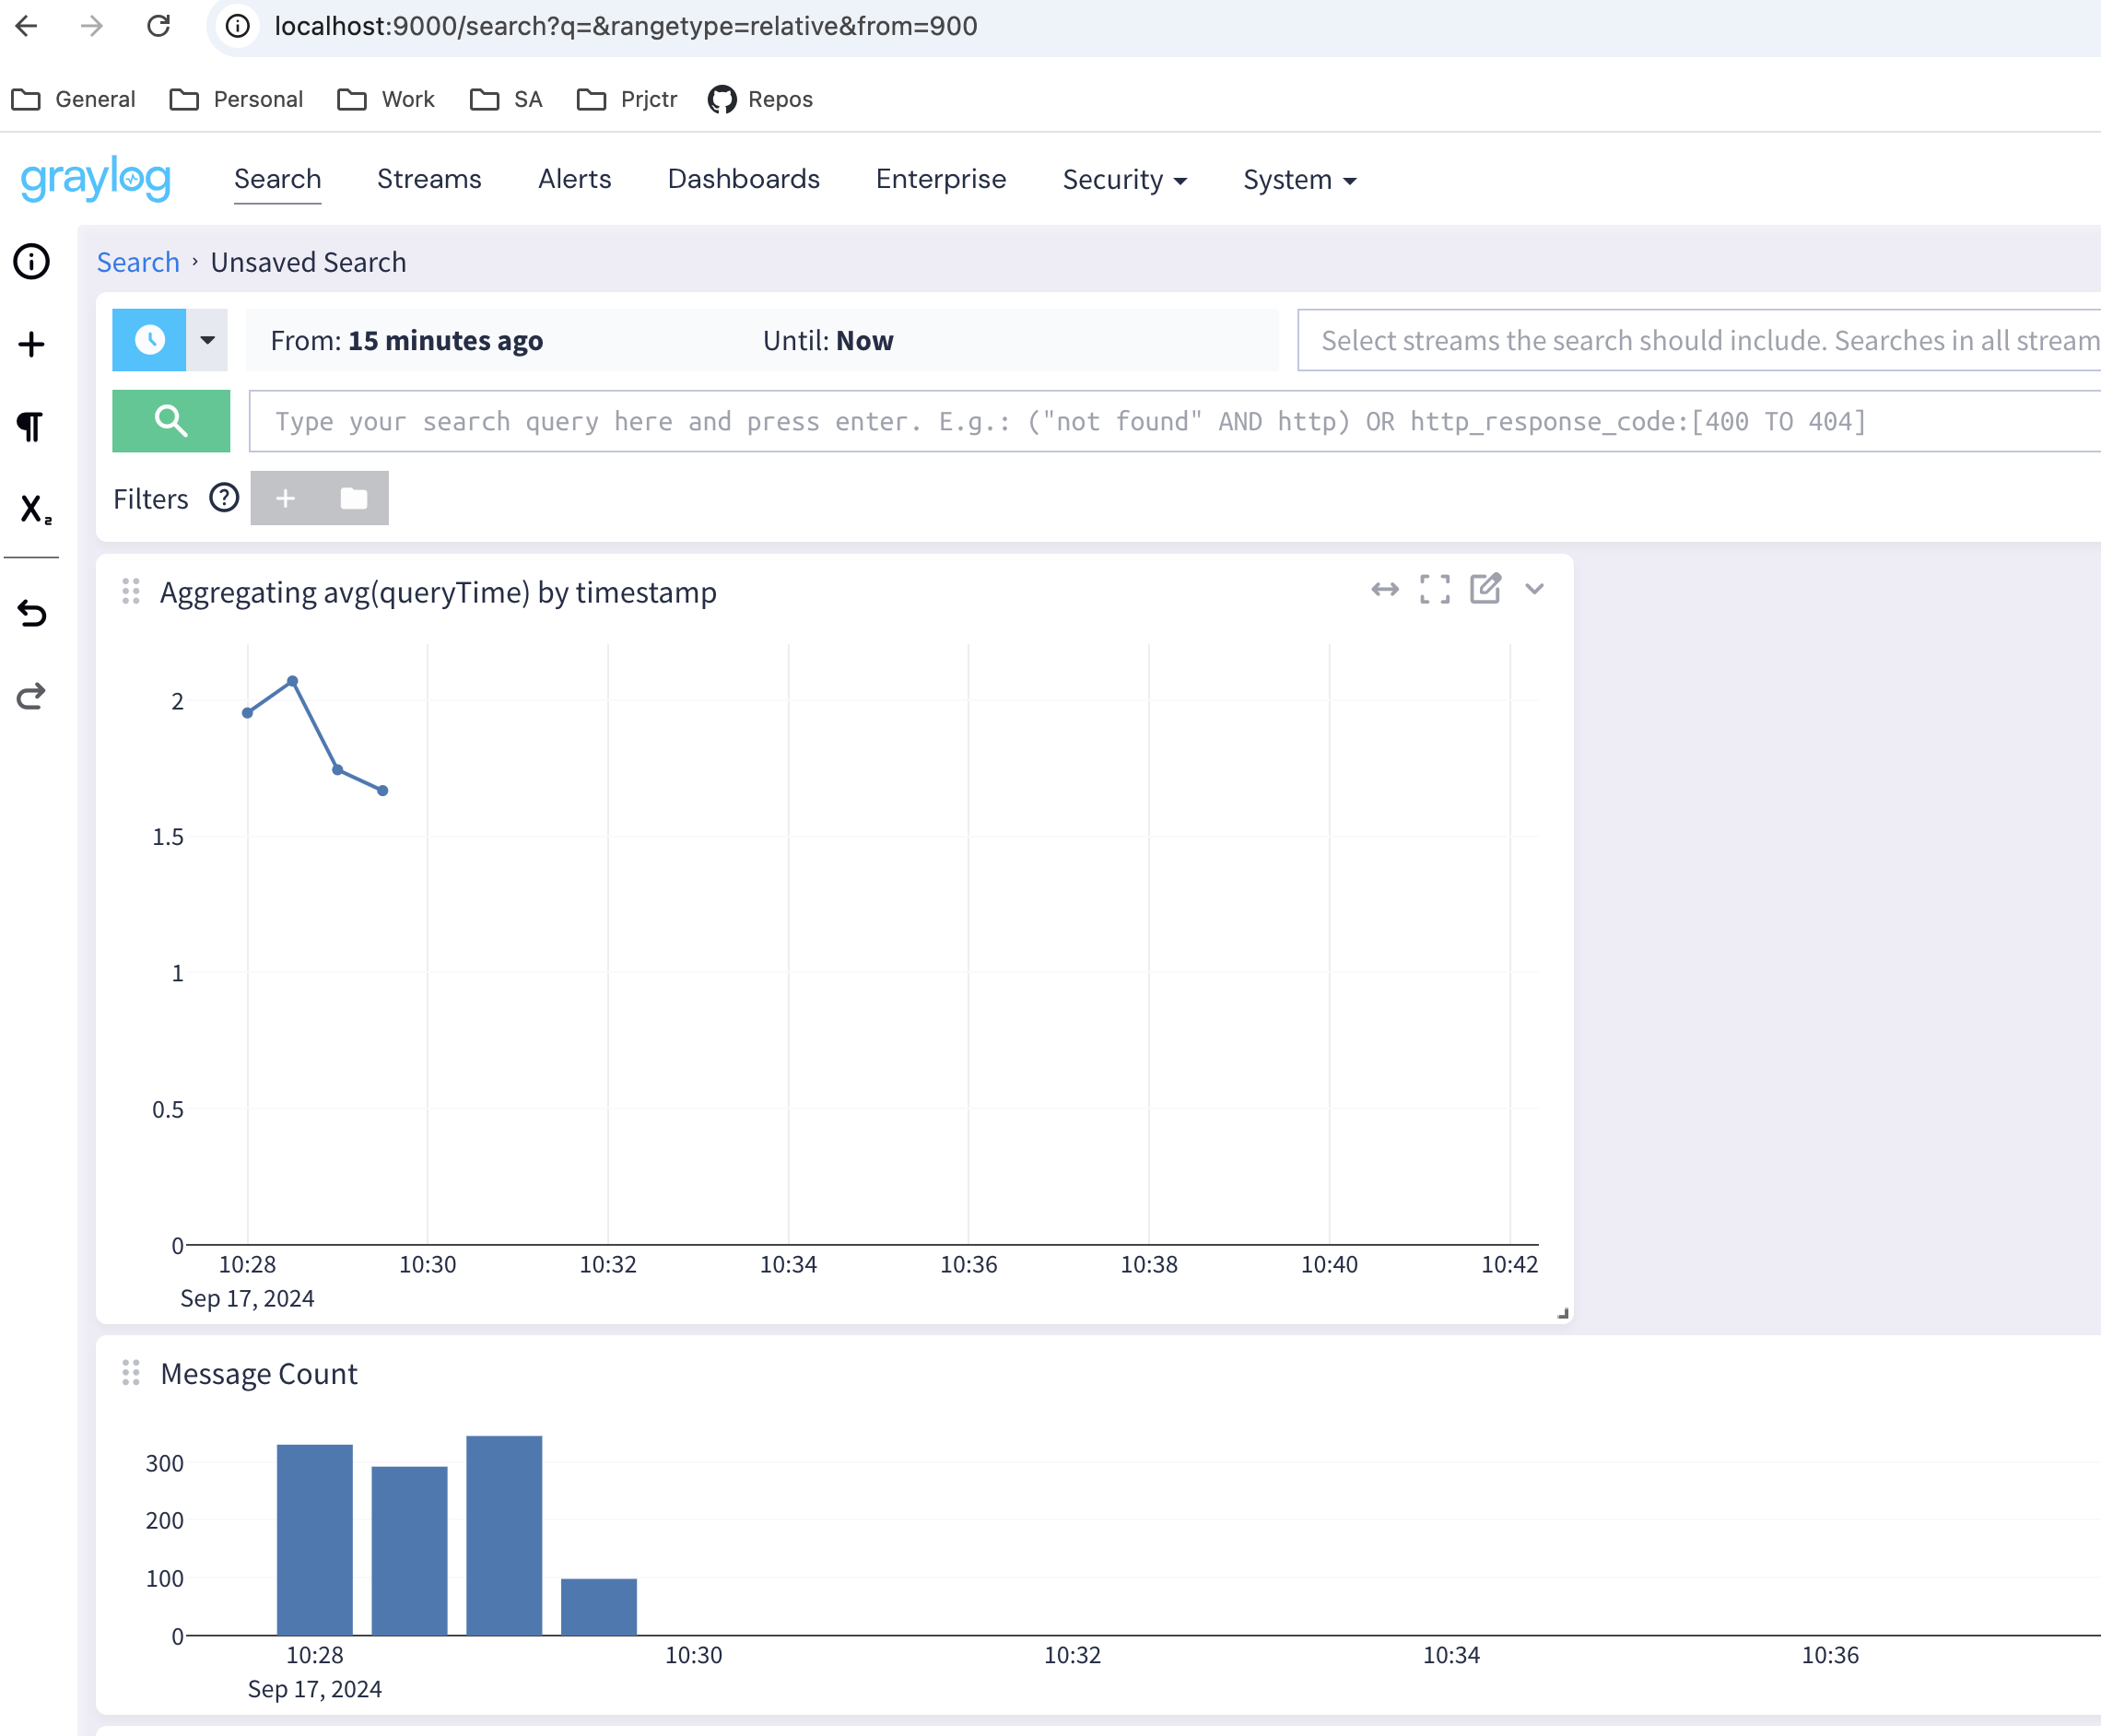 localhost:9000/search?q=&rangetype=relative&from=900
General Personal Work SA Prjctr Repos
graylog Search Streams Alerts Dashboards Enterprise Security System
Search › Unsaved Search
From: 15 minutes ago Until: Now Select streams the search should include. Searches in all stream
Type your search query here and press enter. E.g.: ("not found" AND http) OR http_response_code:[400 TO 404]
Filters
Aggregating avg(queryTime) by timestamp
2
1.5
1
0.5
0
10:28 10:30 10:32 10:34 10:36 10:38 10:40 10:42
Sep 17, 2024
Message Count
300
200
100
0
10:28 10:30 10:32 10:34 10:36
Sep 17, 2024